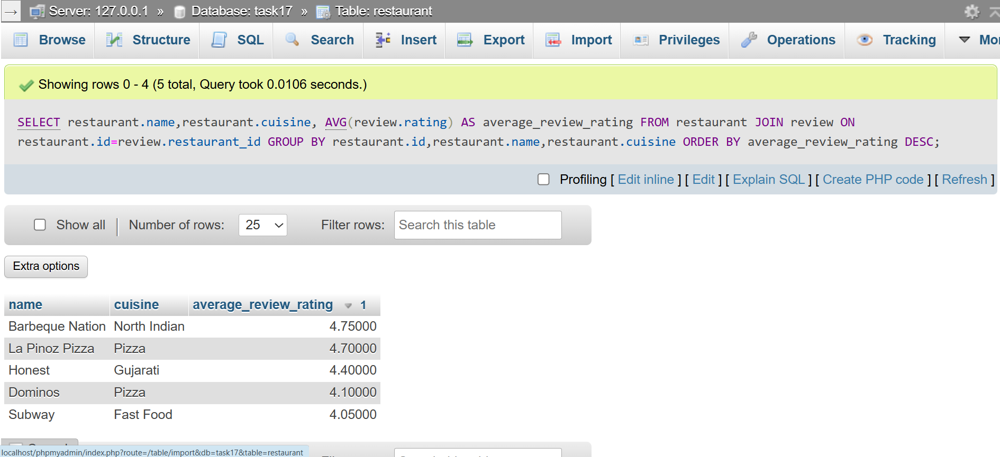 Server: 127.0.0.1 » Database: task17 » Table: restaurant
Browse Structure SQL Search Insert Export Import Privileges Operations Tracking
Showing rows 0 - 4 (5 total, Query took 0.0106 seconds.)
SELECT restaurant.name,restaurant.cuisine, AVG(review.rating) AS average_review_rating FROM restaurant JOIN review ON
restaurant.id=review.restaurant_id GROUP BY restaurant.id,restaurant.name,restaurant.cuisine ORDER BY average_review_rating DESC;
Profiling [ Edit inline ] [ Edit ] [ Explain SQL ] [ Create PHP code ] [ Refresh ]
Show all Number of rows: 25 Filter rows: Search this table
Extra options
name cuisine average_review_rating 1
Barbeque Nation North Indian 4.75000
La Pinoz Pizza Pizza 4.70000
Honest Gujarati 4.40000
Dominos Pizza 4.10000
Subway Fast Food 4.05000
localhost/phpmyadmin/index.php?route=/table/import&db=task17&table=restaurant